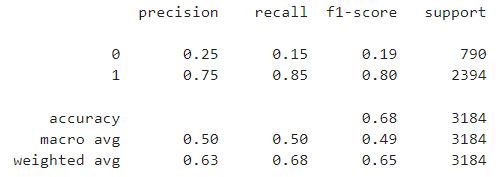 precision recall f1-score support
0 0.25 0.15 0.19 790
1 0.75 0.85 0.80 2394
accuracy 0.68 3184
macro avg 0.50 0.50 0.49 3184
weighted avg 0.63 0.68 0.65 3184